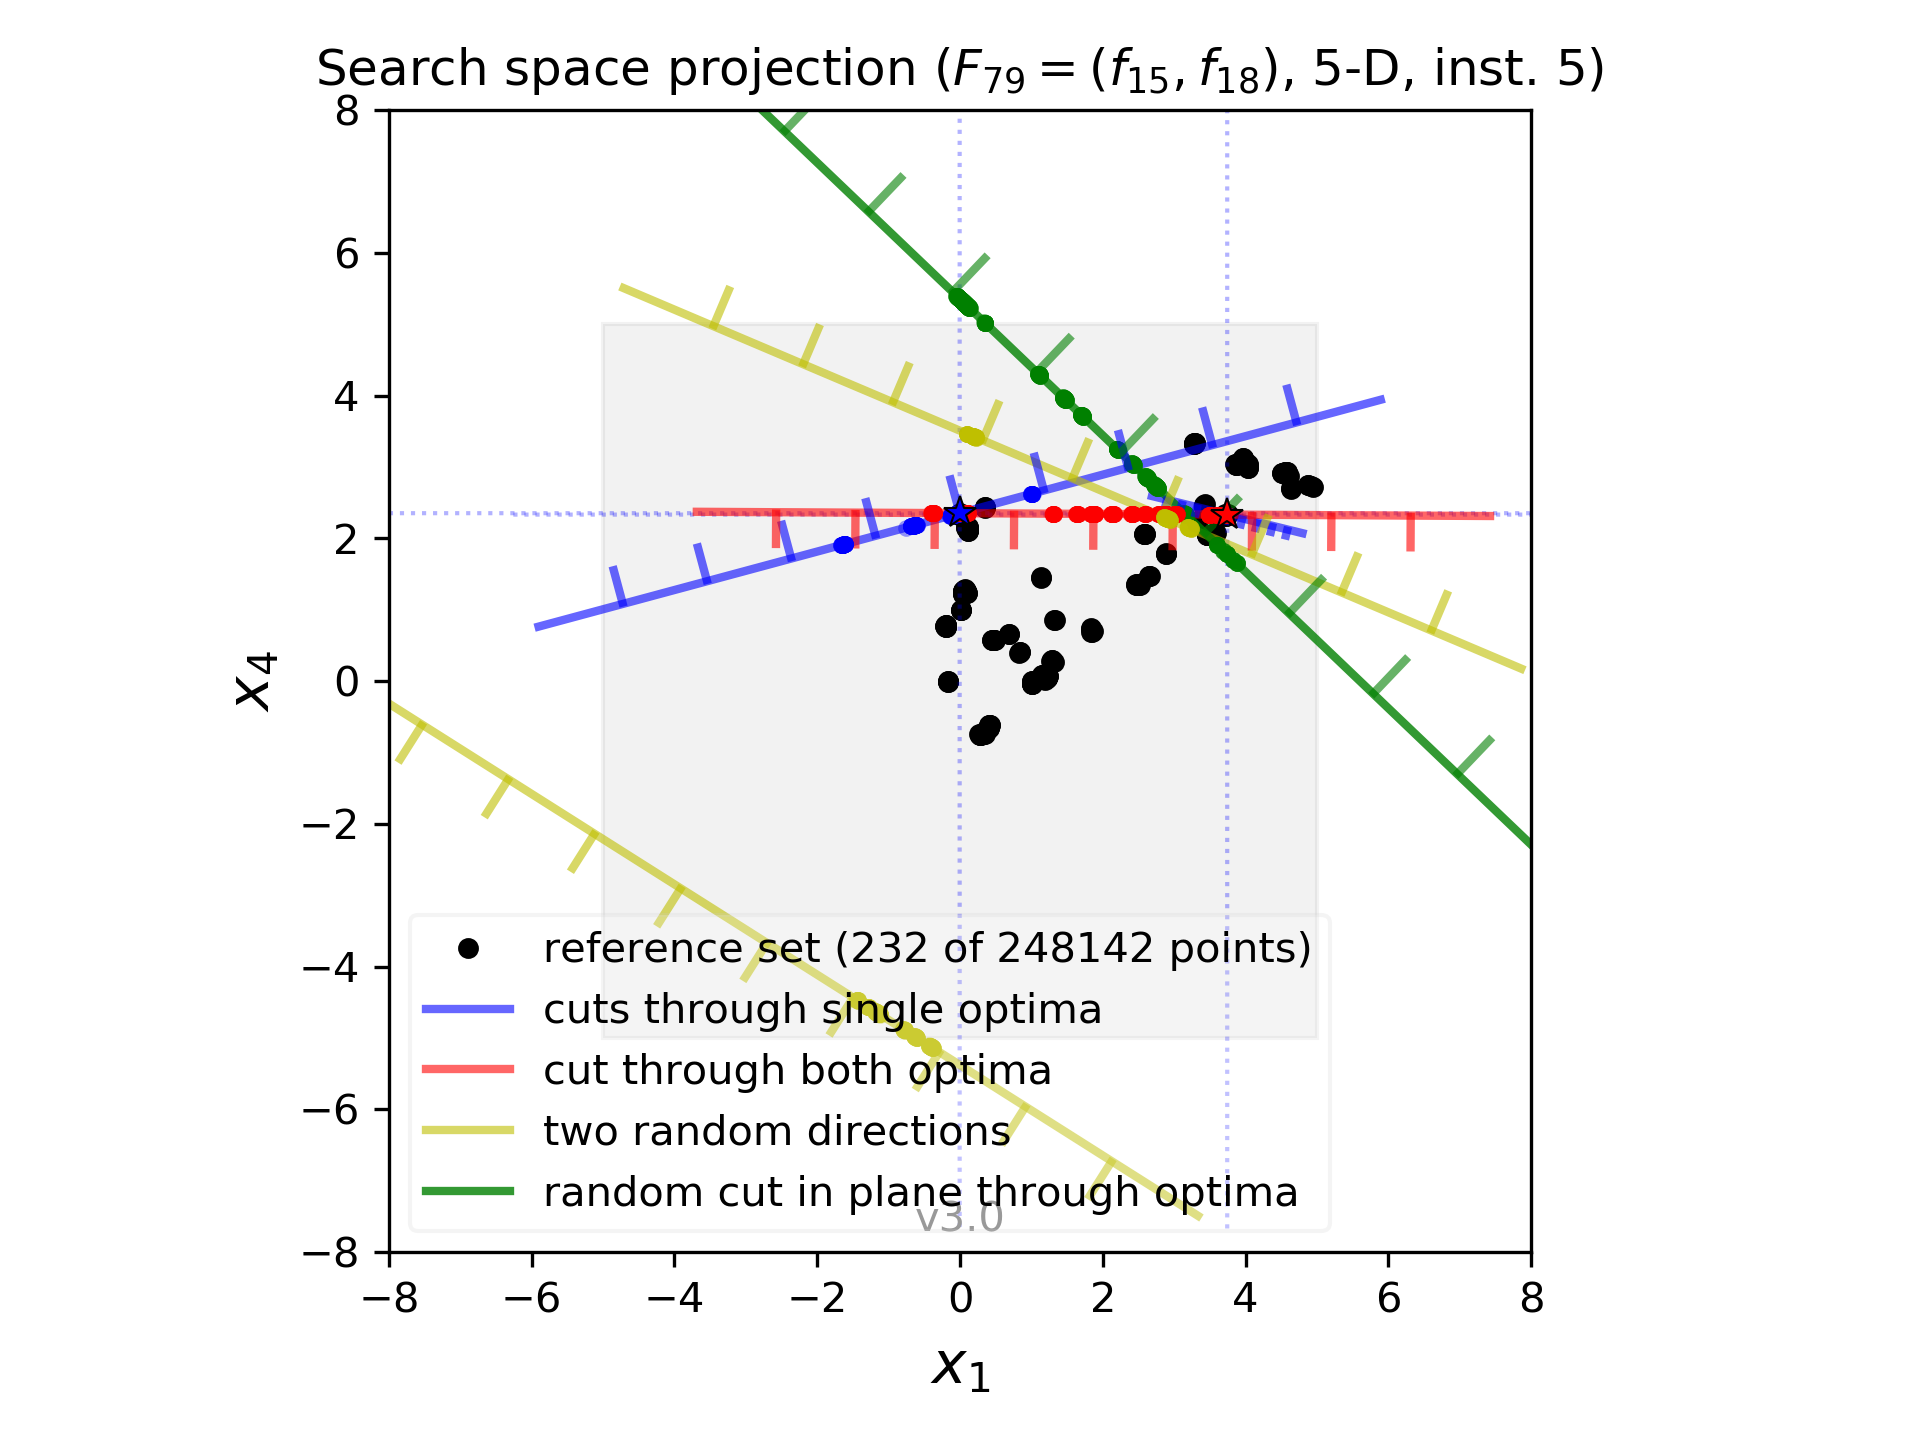 Search space projection (F₇₉ = (f₁₅, f₁₈), 5-D, inst. 5)
8
6
4
2
0
−2
−4
−6
−8
x₄
reference set (232 of 248142 points)
cuts through single optima
cut through both optima
two random directions
random cut in plane through optima
v3.0
−8 −6 −4 −2 0 2 4 6 8
x₁